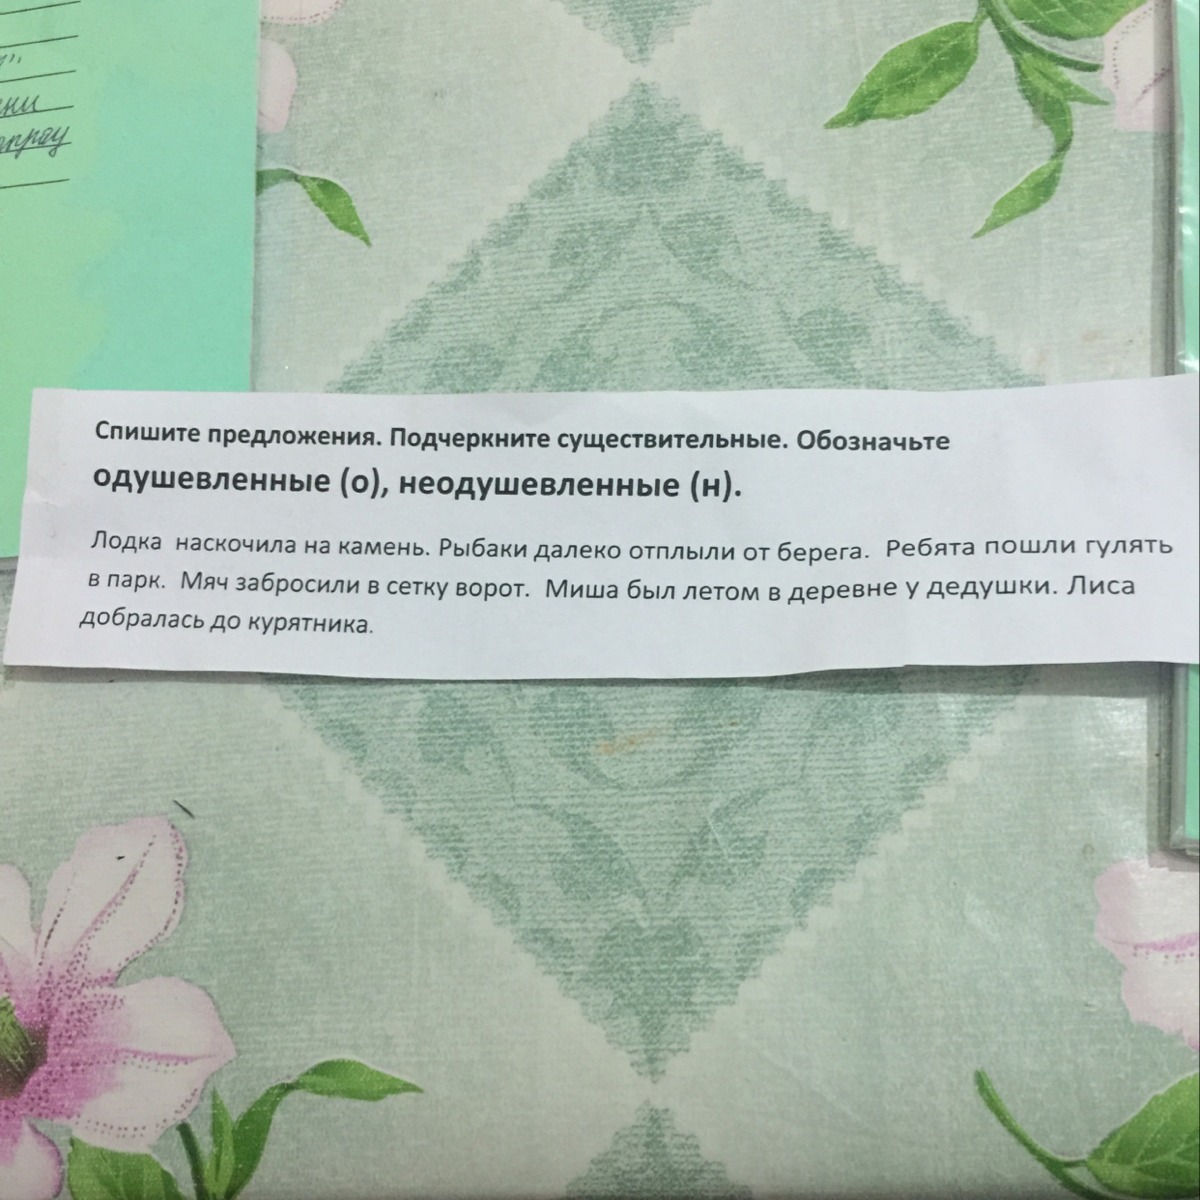 Спишите предложения. Подчеркните существительные. Обозначьте
одушевленные (о), неодушевленные (н).
Лодка наскочила на камень. Рыбаки далеко отплыли от берега. Ребята пошли гулять
в парк. Мяч забросили в сетку ворот. Миша был летом в деревне у дедушки. Лиса
добралась до курятника.